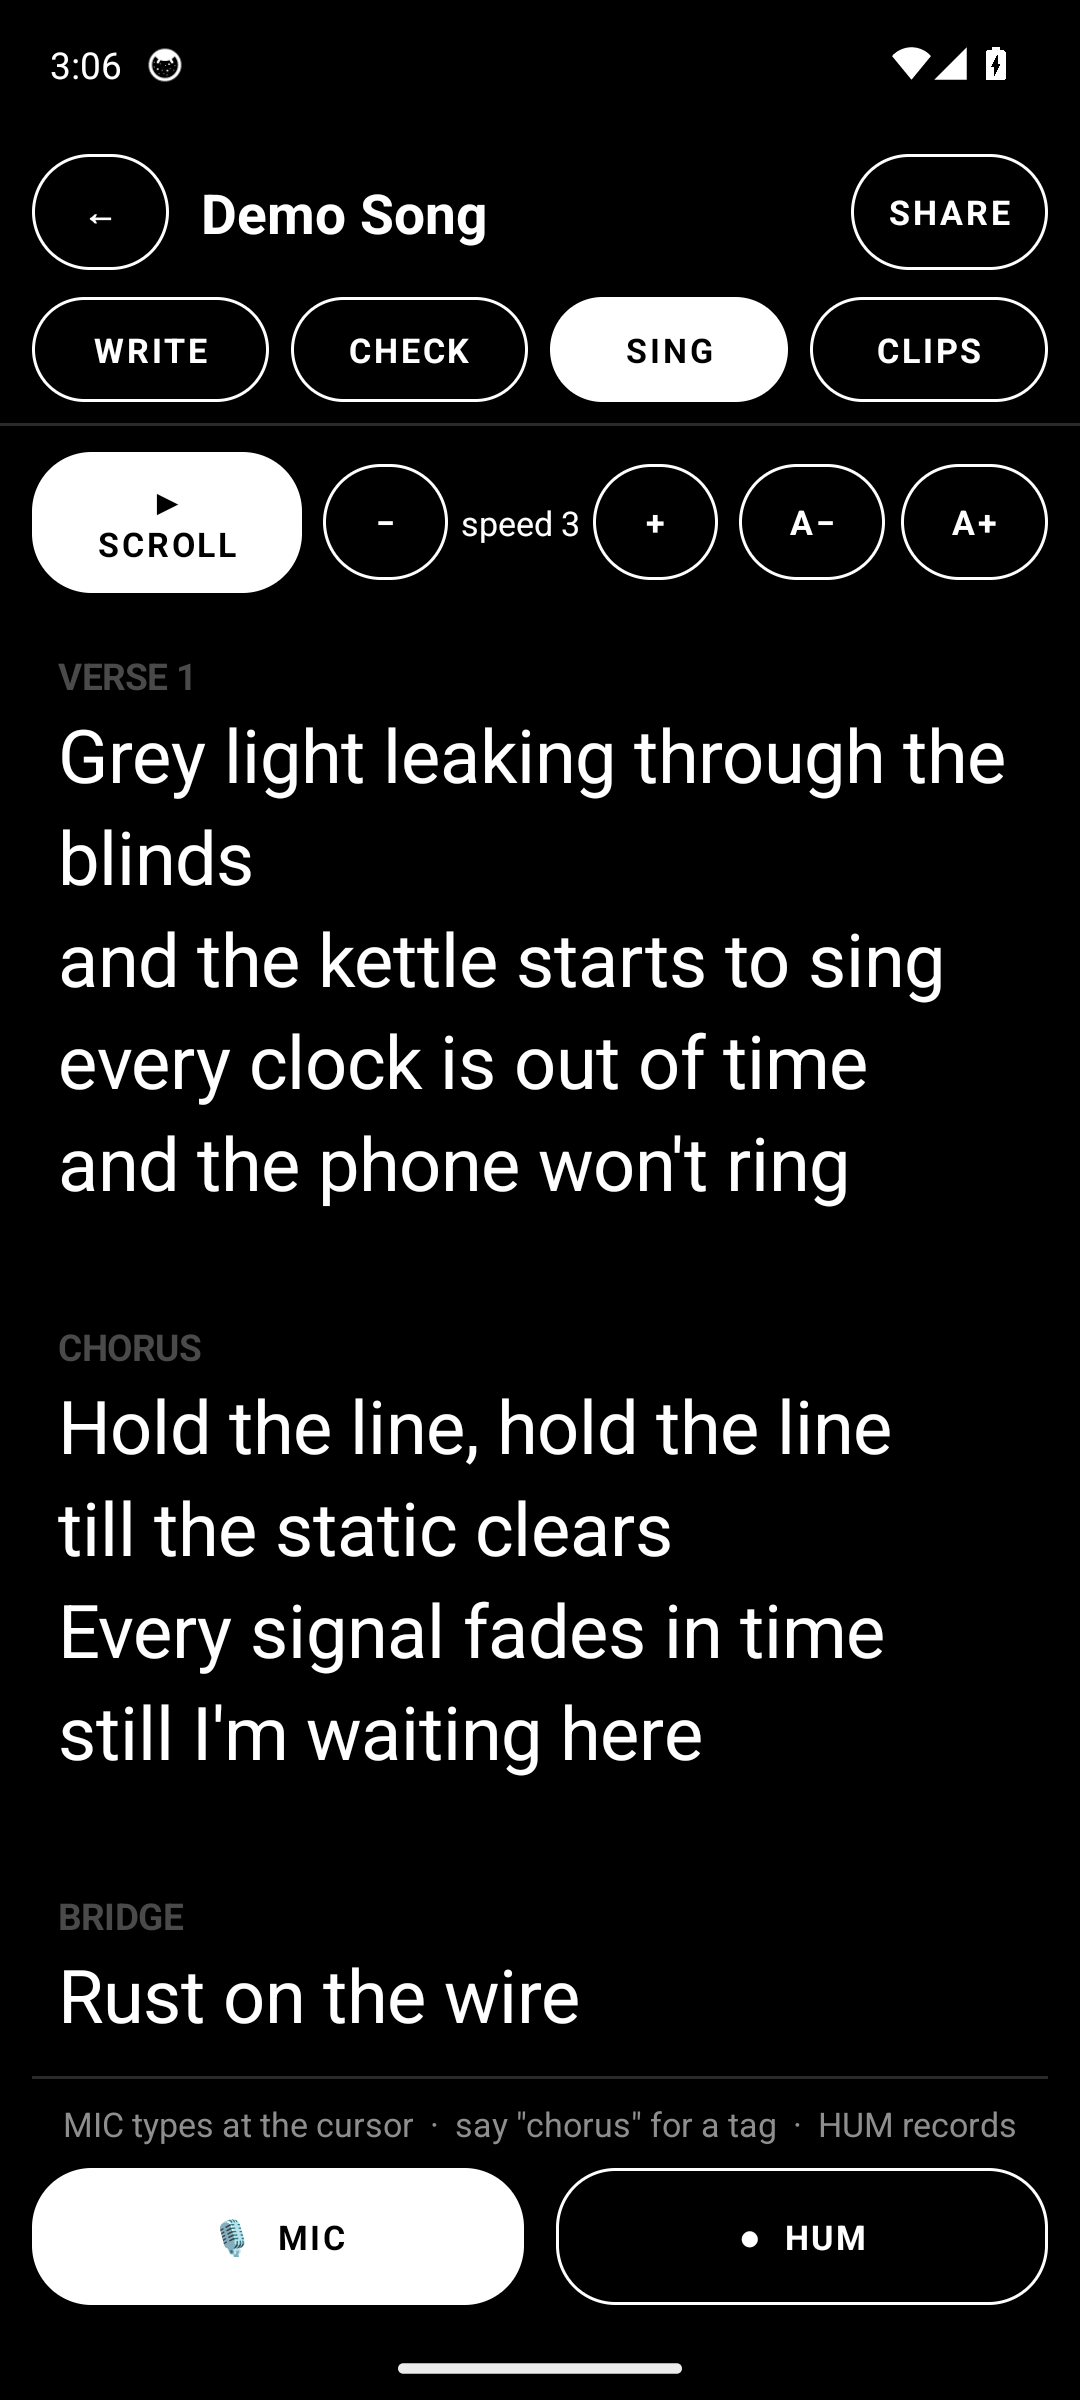 3:06
← Demo Song SHARE
WRITE CHECK SING CLIPS
▶
SCROLL
− speed 3 + A− A+
VERSE 1
Grey light leaking through the
blinds
and the kettle starts to sing
every clock is out of time
and the phone won't ring
CHORUS
Hold the line, hold the line
till the static clears
Every signal fades in time
still I'm waiting here
BRIDGE
Rust on the wire
MIC types at the cursor · say "chorus" for a tag · HUM records
🎙️ MIC ● HUM